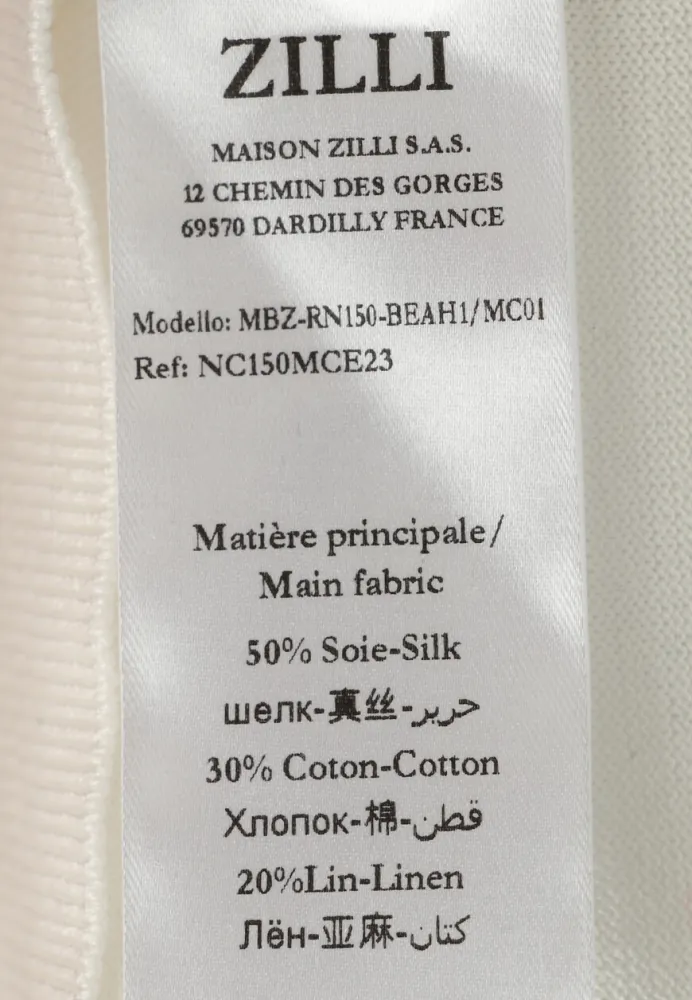 ZILLI
MAISON ZILLI S.A.S.
12 CHEMIN DES GORGES
69570 DARDILLY FRANCE
Modello: MBZ-RN150-BEAH1/MC01
Ref: NC150MCE23
Matière principale/
Main fabric
50% Soie-Silk
шелк-真丝-حرير
30% Coton-Cotton
Хлопок-棉-قطن
20%Lin-Linen
Лён-亚麻-كتان